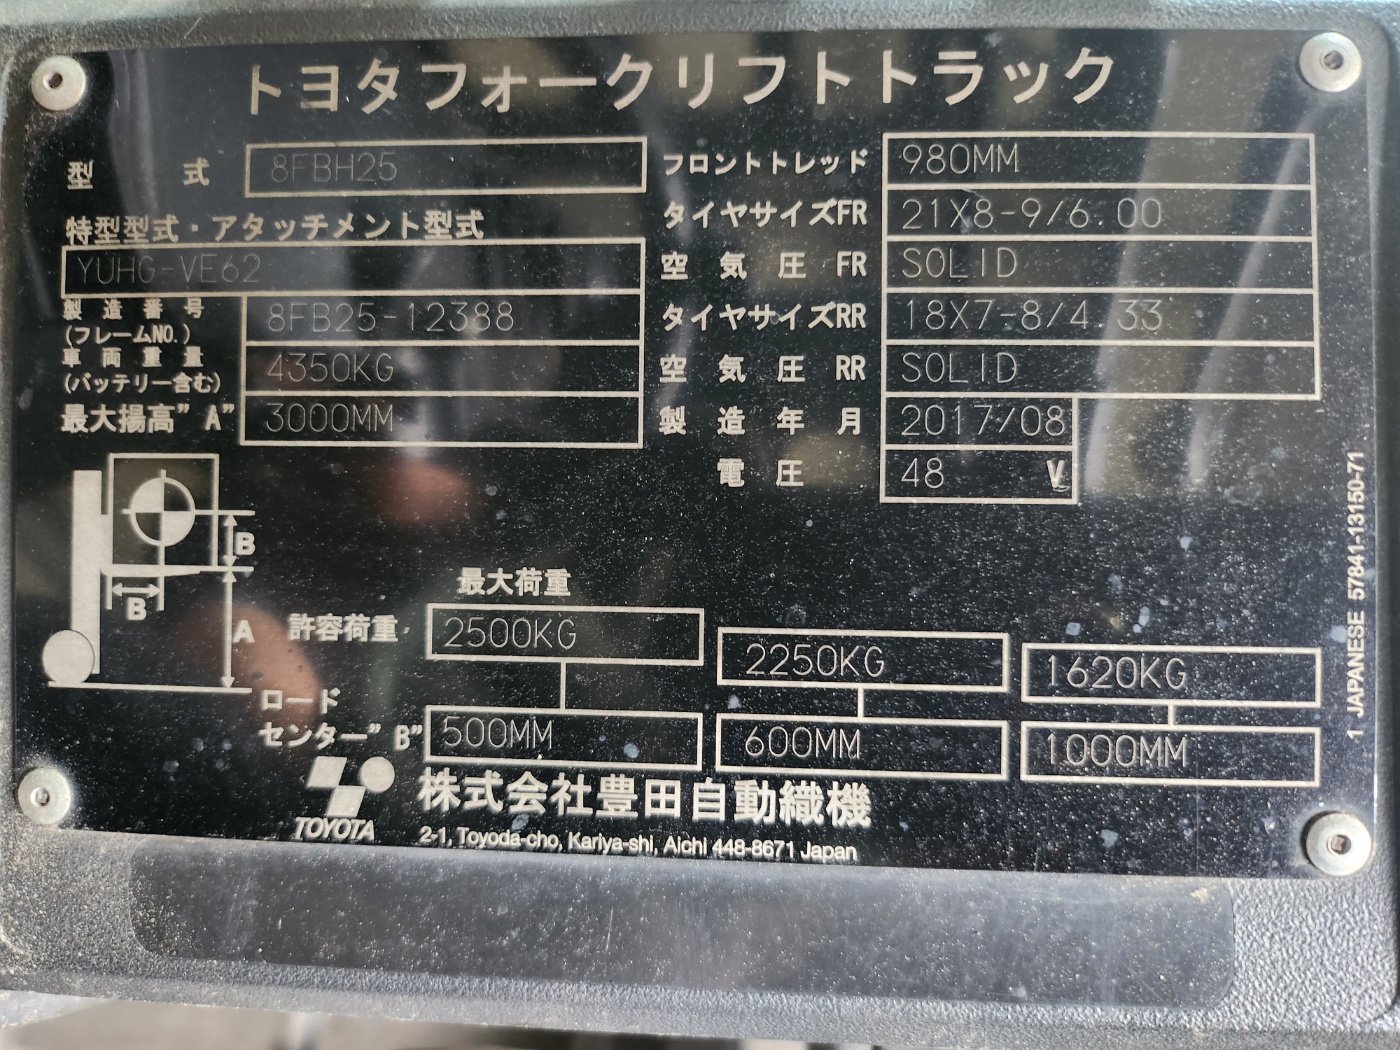 トヨタフォークリフトトラック
型式 8FBH25
特型型式・アタッチメント型式
YUHG-VE62
製造番号
(フレームNO.) 8FB25-12388
車両重量
(バッテリー含む) 4350KG
最大揚高"A" 3000MM
フロントトレッド 980MM
タイヤサイズFR 21X8-9/6.00
空気圧FR SOLID
タイヤサイズRR 18X7-8/4.33
空気圧RR SOLID
製造年月 2017/08
電圧 48 V
B
B
A
最大荷重
許容荷重 2500KG 2250KG 1620KG
ロード
センター"B" 500MM 600MM 1000MM
TOYOTA
株式会社豊田自動織機
2-1, Toyoda-cho, Kariya-shi, Aichi 448-8671 Japan
1 JAPANESE 57841-13150-71